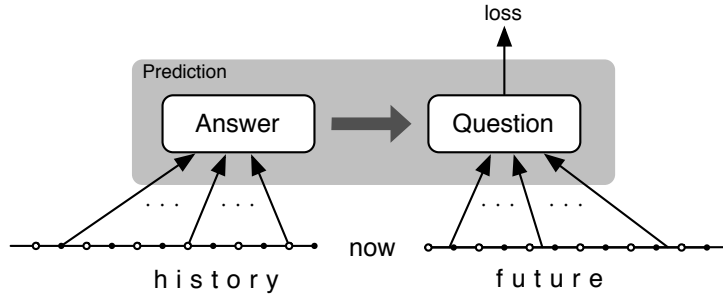 loss
Prediction
Answer
Question
. . .
. . .
. . .
. . .
now
history
future